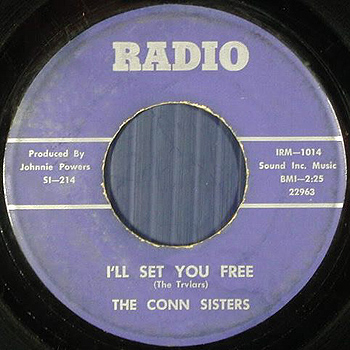 RADIO
Produced By
Johnnie Powers
SI—214
IRM—1014
Sound Inc. Music
BMI—2:25
22963
I'LL SET YOU FREE
(The Trvlars)
THE CONN SISTERS